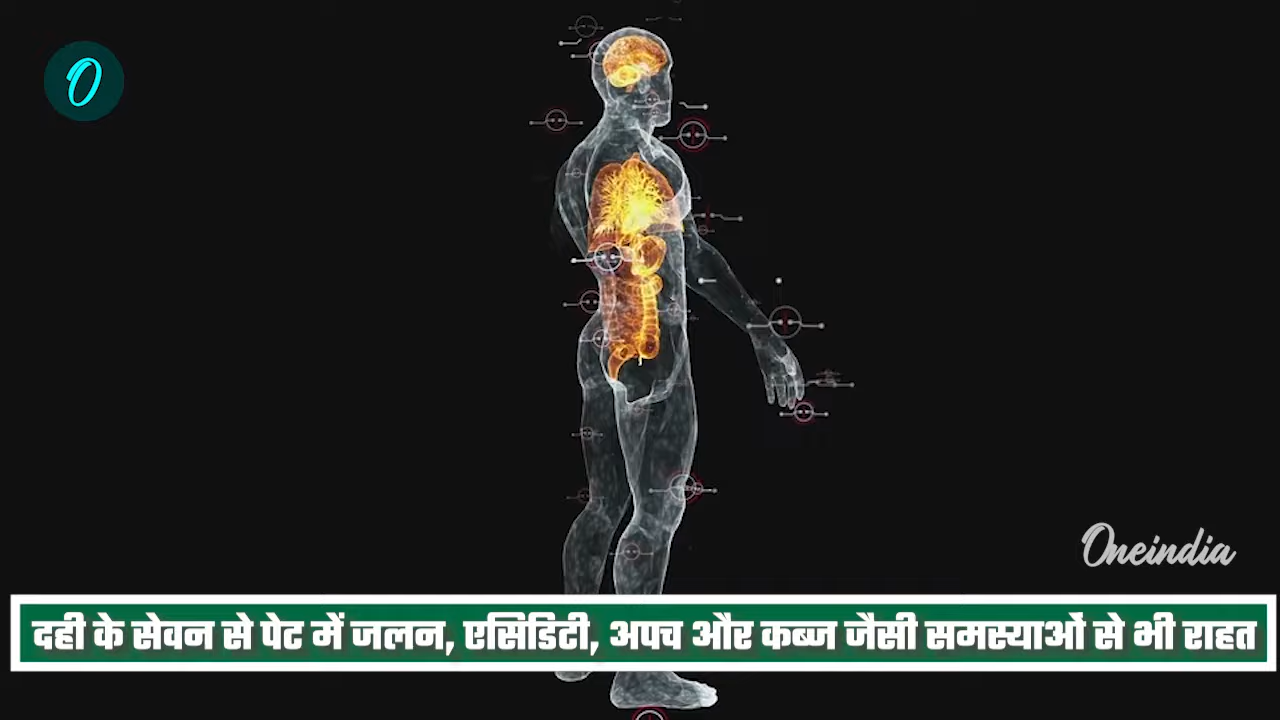 O
Oneindia
दही के सेवन से पेट में जलन, एसिडिटी, अपच और कब्ज जैसी समस्याओं से भी राहत